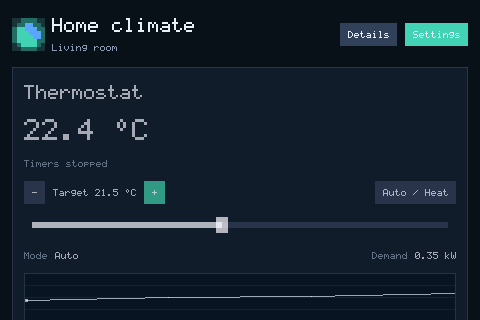 Home climate
Living room
Details
Settings
Thermostat
22.4 °C
Timers stopped
-
Target 21.5 °C
+
Auto / Heat
Mode Auto
Demand 0.35 kW